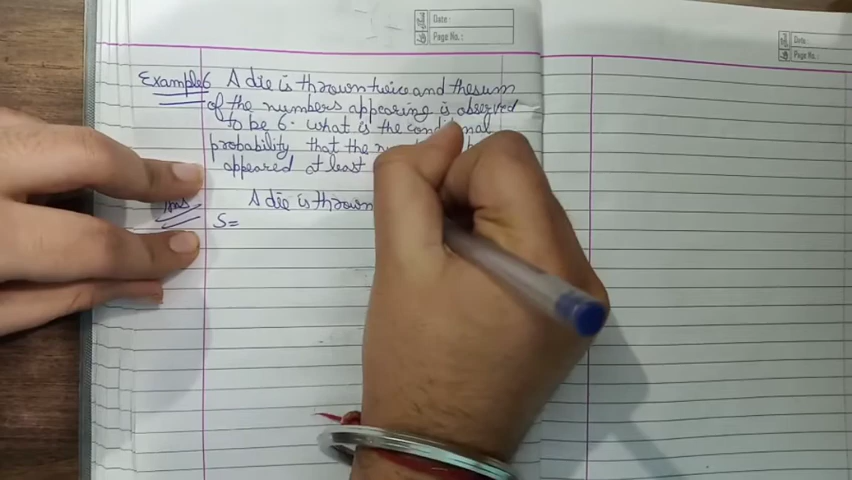 Date:
Page No.:
Date:
Page No.:
Example 6 A die is thrown twice and the sum
of the numbers appearing is observed
to be 6. what is the conditional
probability that the
appeared at least
Ans A die is thrown
S=